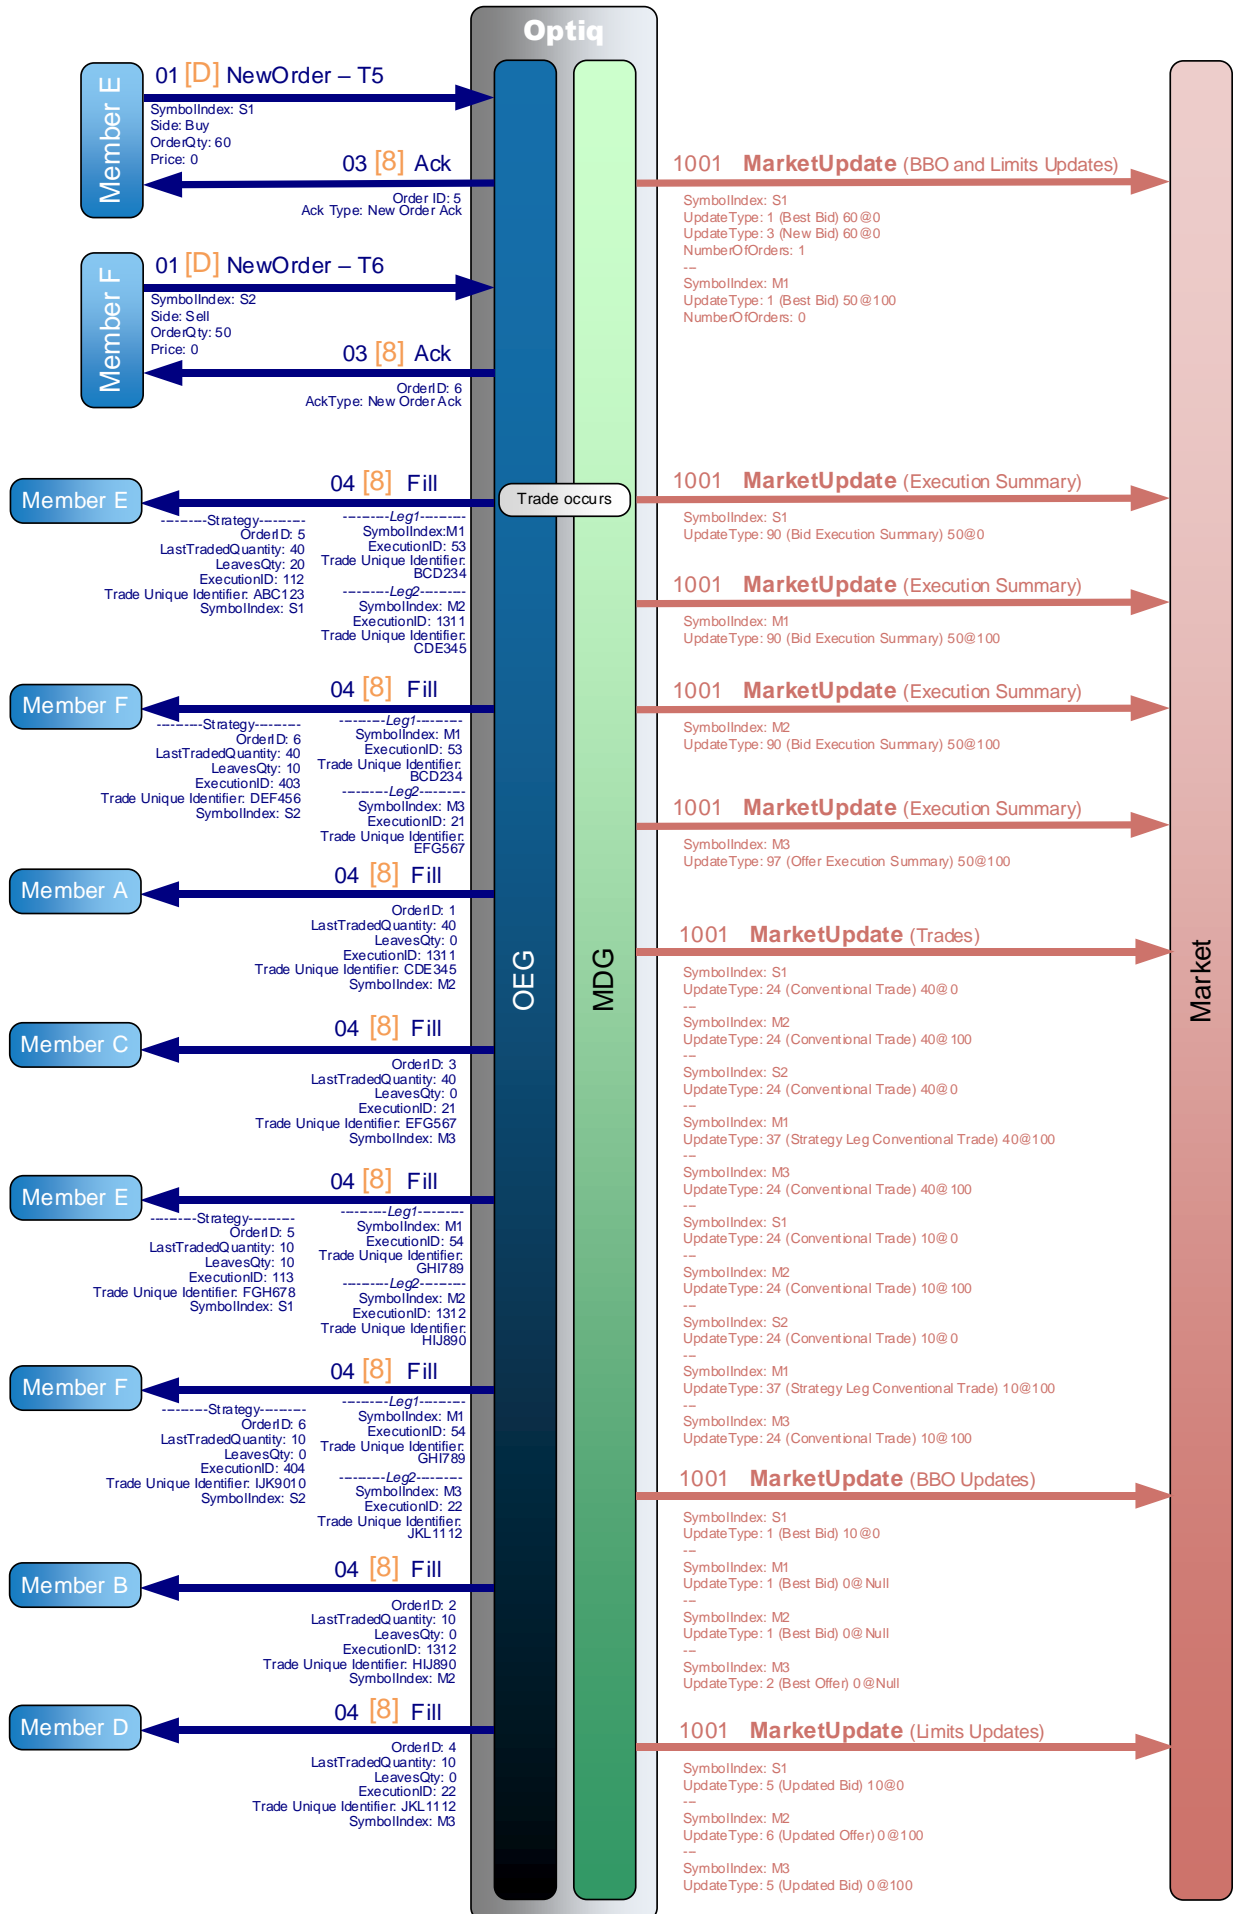 Optiq
Member E
01 [D] NewOrder – T5
SymbolIndex: S1
Side: Buy
OrderQty: 60
Price: 0
03 [8] Ack
Order ID: 5
Ack Type: New Order Ack
Member F
01 [D] NewOrder – T6
SymbolIndex: S2
Side: Sell
OrderQty: 50
Price: 0
03 [8] Ack
OrderID: 6
AckType: New Order Ack
Member E
04 [8] Fill
----------Strategy----------
OrderID: 5
LastTradedQuantity: 40
LeavesQty: 20
ExecutionID: 112
Trade Unique Identifier: ABC123
SymbolIndex: S1
----------Leg1----------
SymbolIndex:M1
ExecutionID: 53
Trade Unique Identifier:
BCD234
----------Leg2----------
SymbolIndex: M2
ExecutionID: 1311
Trade Unique Identifier:
CDE345
Member F
04 [8] Fill
----------Strategy----------
OrderID: 6
LastTradedQuantity: 40
LeavesQty: 10
ExecutionID: 403
Trade Unique Identifier: DEF456
SymbolIndex: S2
----------Leg1----------
SymbolIndex: M1
ExecutionID: 53
Trade Unique Identifier:
BCD234
----------Leg2----------
SymbolIndex: M3
ExecutionID: 21
Trade Unique Identifier:
EFG567
Member A
04 [8] Fill
OrderID: 1
LastTradedQuantity: 40
LeavesQty: 0
ExecutionID: 1311
Trade Unique Identifier: CDE345
SymbolIndex: M2
Member C
04 [8] Fill
OrderID: 3
LastTradedQuantity: 40
LeavesQty: 0
ExecutionID: 21
Trade Unique Identifier: EFG567
SymbolIndex: M3
Member E
04 [8] Fill
----------Strategy----------
OrderID: 5
LastTradedQuantity: 10
LeavesQty: 10
ExecutionID: 113
Trade Unique Identifier: FGH678
SymbolIndex: S1
----------Leg1----------
SymbolIndex: M1
ExecutionID: 54
Trade Unique Identifier:
GHI789
----------Leg2----------
SymbolIndex: M2
ExecutionID: 1312
Trade Unique Identifier:
HIJ890
Member F
04 [8] Fill
----------Strategy----------
OrderID: 6
LastTradedQuantity: 10
LeavesQty: 0
ExecutionID: 404
Trade Unique Identifier: IJK9010
SymbolIndex: S2
----------Leg1----------
SymbolIndex: M1
ExecutionID: 54
Trade Unique Identifier:
GHI789
----------Leg2----------
SymbolIndex: M3
ExecutionID: 22
Trade Unique Identifier:
JKL1112
Member B
04 [8] Fill
OrderID: 2
LastTradedQuantity: 10
LeavesQty: 0
ExecutionID: 1312
Trade Unique Identifier: HIJ890
SymbolIndex: M2
Member D
04 [8] Fill
OrderID: 4
LastTradedQuantity: 10
LeavesQty: 0
ExecutionID: 22
Trade Unique Identifier: JKL1112
SymbolIndex: M3
OEG
MDG
Trade occurs
1001 MarketUpdate (BBO and Limits Updates)
SymbolIndex: S1
UpdateType: 1 (Best Bid) 60@0
UpdateType: 3 (New Bid) 60@0
NumberOfOrders: 1
---
SymbolIndex: M1
UpdateType: 1 (Best Bid) 50@100
NumberOfOrders: 0
1001 MarketUpdate (Execution Summary)
SymbolIndex: S1
UpdateType: 90 (Bid Execution Summary) 50@0
1001 MarketUpdate (Execution Summary)
SymbolIndex: M1
UpdateType: 90 (Bid Execution Summary) 50@100
1001 MarketUpdate (Execution Summary)
SymbolIndex: M2
UpdateType: 90 (Bid Execution Summary) 50@100
1001 MarketUpdate (Execution Summary)
SymbolIndex: M3
UpdateType: 97 (Offer Execution Summary) 50@100
1001 MarketUpdate (Trades)
SymbolIndex: S1
UpdateType: 24 (Conventional Trade) 40@0
---
SymbolIndex: M2
UpdateType: 24 (Conventional Trade) 40@100
---
SymbolIndex: S2
UpdateType: 24 (Conventional Trade) 40@0
---
SymbolIndex: M1
UpdateType: 37 (Strategy Leg Conventional Trade) 40@100
---
SymbolIndex: M3
UpdateType: 24 (Conventional Trade) 40@100
---
SymbolIndex: S1
UpdateType: 24 (Conventional Trade) 10@0
---
SymbolIndex: M2
UpdateType: 24 (Conventional Trade) 10@100
---
SymbolIndex: S2
UpdateType: 24 (Conventional Trade) 10@0
---
SymbolIndex: M1
UpdateType: 37 (Strategy Leg Conventional Trade) 10@100
---
SymbolIndex: M3
UpdateType: 24 (Conventional Trade) 10@100
1001 MarketUpdate (BBO Updates)
SymbolIndex: S1
UpdateType: 1 (Best Bid) 10@0
---
SymbolIndex: M1
UpdateType: 1 (Best Bid) 0@Null
---
SymbolIndex: M2
UpdateType: 1 (Best Bid) 0@Null
---
SymbolIndex: M3
UpdateType: 2 (Best Offer) 0@Null
1001 MarketUpdate (Limits Updates)
SymbolIndex: S1
UpdateType: 5 (Updated Bid) 10@0
---
SymbolIndex: M2
UpdateType: 6 (Updated Offer) 0@100
---
SymbolIndex: M3
UpdateType: 5 (Updated Bid) 0@100
Market